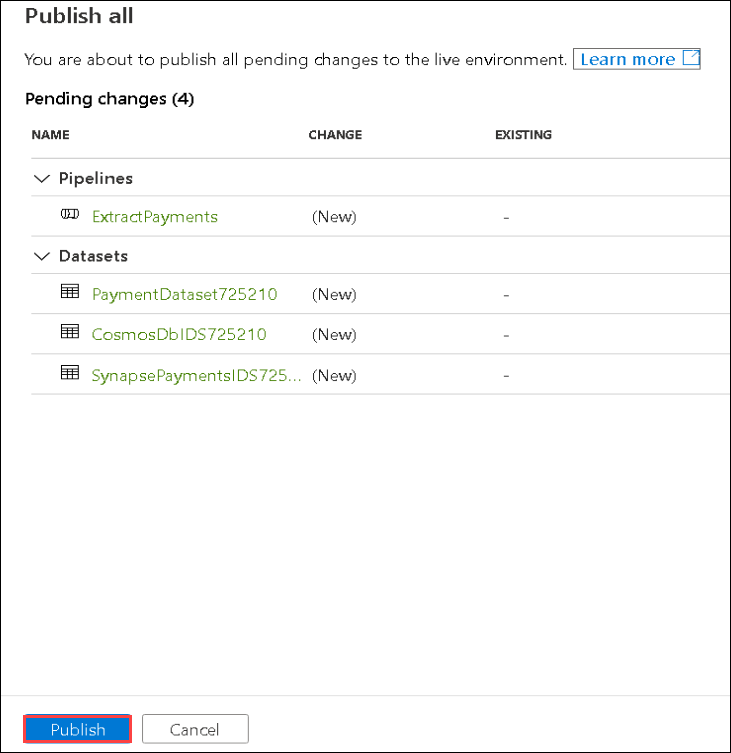 Publish all
You are about to publish all pending changes to the live environment. Learn more
Pending changes (4)
NAME CHANGE EXISTING
Pipelines
ExtractPayments (New) -
Datasets
PaymentDataset725210 (New) -
CosmosDbIDS725210 (New) -
SynapsePaymentsIDS725... (New) -
Publish Cancel